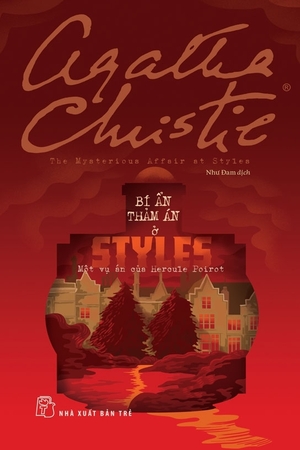 Agatha
Christie®
The Mysterious Affair at Styles
Như Đam dịch
BÍ ẨN
THẢM ÁN
Ở
STYLES
Một vụ án của Hercule Poirot
NHÀ XUẤT BẢN TRẺ